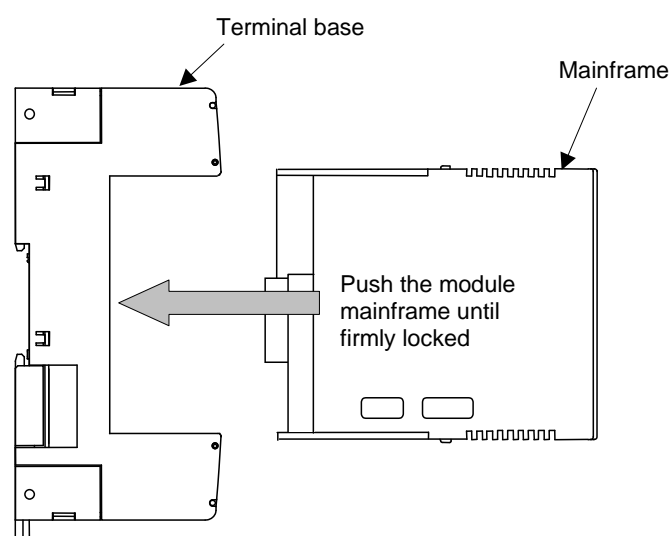 Terminal base
Mainframe
Push the module
mainframe until
firmly locked